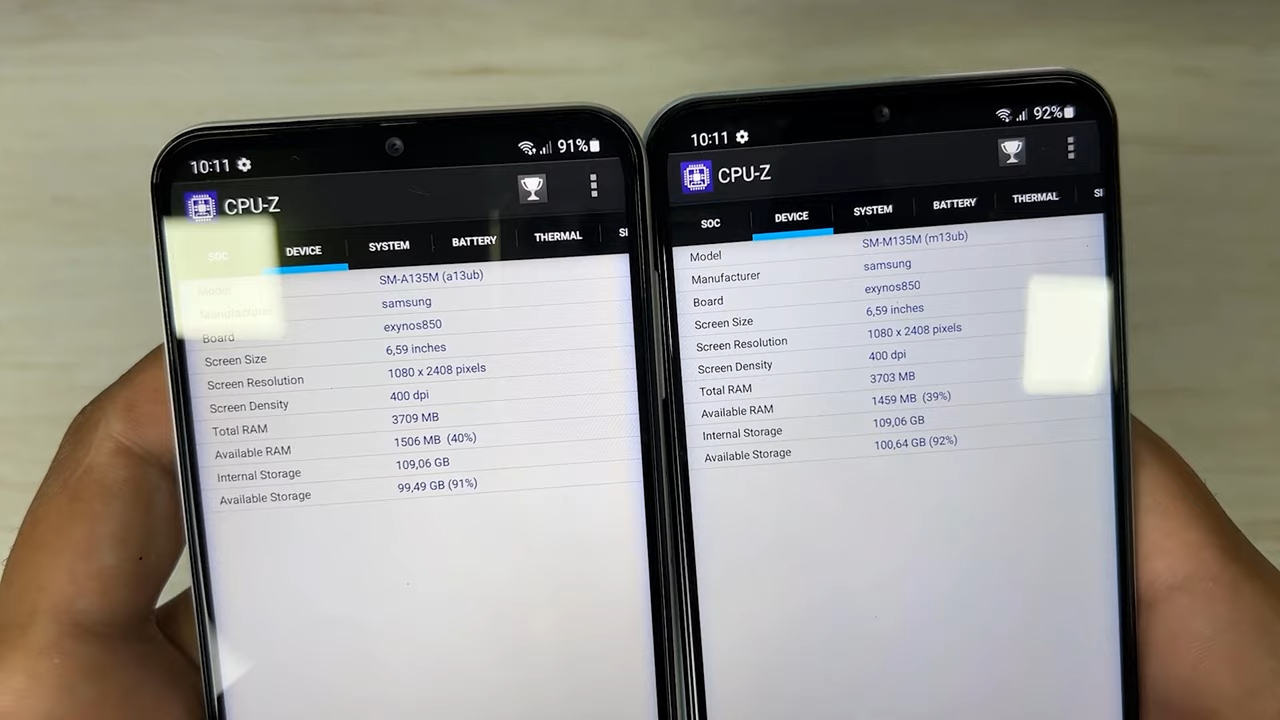 10:11 91%
CPU-Z
SOC DEVICE SYSTEM BATTERY THERMAL
Model SM-A135M (a13ub)
Manufacturer samsung
Board exynos850
Screen Size 6,59 inches
Screen Resolution 1080 x 2408 pixels
Screen Density 400 dpi
Total RAM 3709 MB
Available RAM 1506 MB (40%)
Internal Storage 109,06 GB
Available Storage 99,49 GB (91%)
10:11 92%
CPU-Z
SOC DEVICE SYSTEM BATTERY THERMAL
Model SM-M135M (m13ub)
Manufacturer samsung
Board exynos850
Screen Size 6,59 inches
Screen Resolution 1080 x 2408 pixels
Screen Density 400 dpi
Total RAM 3703 MB
Available RAM 1459 MB (39%)
Internal Storage 109,06 GB
Available Storage 100,64 GB (92%)